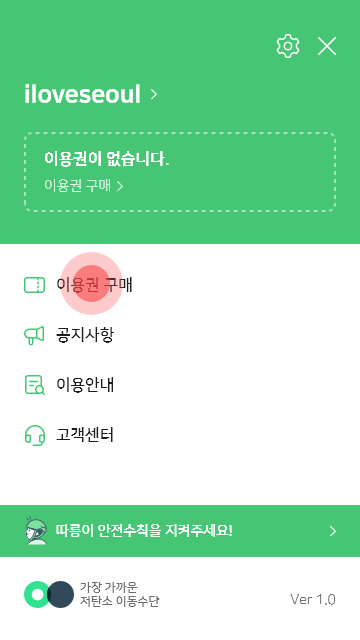 iloveseoul
이용권이 없습니다.
이용권 구매
이용권 구매
공지사항
이용안내
고객센터
따릉이 안전수칙을 지켜주세요!
가장 가까운
저탄소 이동수단
Ver 1.0